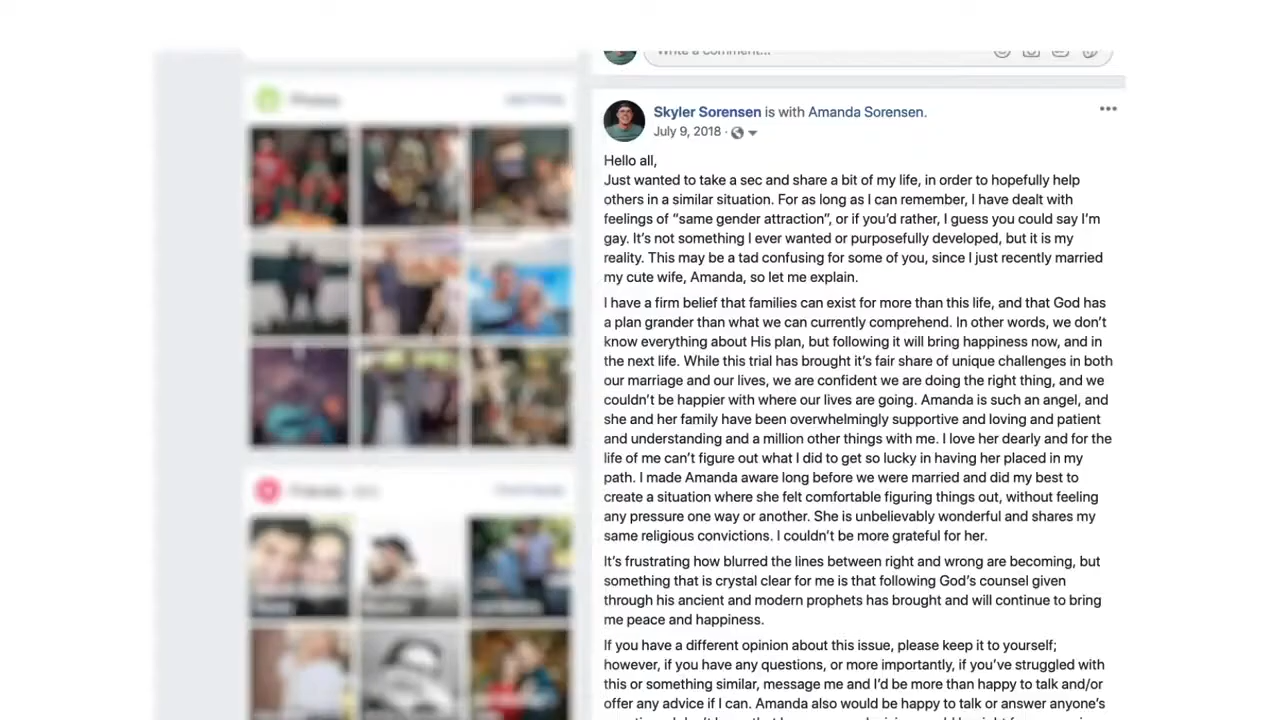 Write a comment...
Skyler Sorensen is with Amanda Sorensen.
July 9, 2018
Hello all,
Just wanted to take a sec and share a bit of my life, in order to hopefully help
others in a similar situation. For as long as I can remember, I have dealt with
feelings of “same gender attraction”, or if you’d rather, I guess you could say I’m
gay. It’s not something I ever wanted or purposefully developed, but it is my
reality. This may be a tad confusing for some of you, since I just recently married
my cute wife, Amanda, so let me explain.
I have a firm belief that families can exist for more than this life, and that God has
a plan grander than what we can currently comprehend. In other words, we don’t
know everything about His plan, but following it will bring happiness now, and in
the next life. While this trial has brought it’s fair share of unique challenges in both
our marriage and our lives, we are confident we are doing the right thing, and we
couldn’t be happier with where our lives are going. Amanda is such an angel, and
she and her family have been overwhelmingly supportive and loving and patient
and understanding and a million other things with me. I love her dearly and for the
life of me can’t figure out what I did to get so lucky in having her placed in my
path. I made Amanda aware long before we were married and did my best to
create a situation where she felt comfortable figuring things out, without feeling
any pressure one way or another. She is unbelievably wonderful and shares my
same religious convictions. I couldn’t be more grateful for her.
It’s frustrating how blurred the lines between right and wrong are becoming, but
something that is crystal clear for me is that following God’s counsel given
through his ancient and modern prophets has brought and will continue to bring
me peace and happiness.
If you have a different opinion about this issue, please keep it to yourself;
however, if you have any questions, or more importantly, if you’ve struggled with
this or something similar, message me and I’d be more than happy to talk and/or
offer any advice if I can. Amanda also would be happy to talk or answer anyone’s